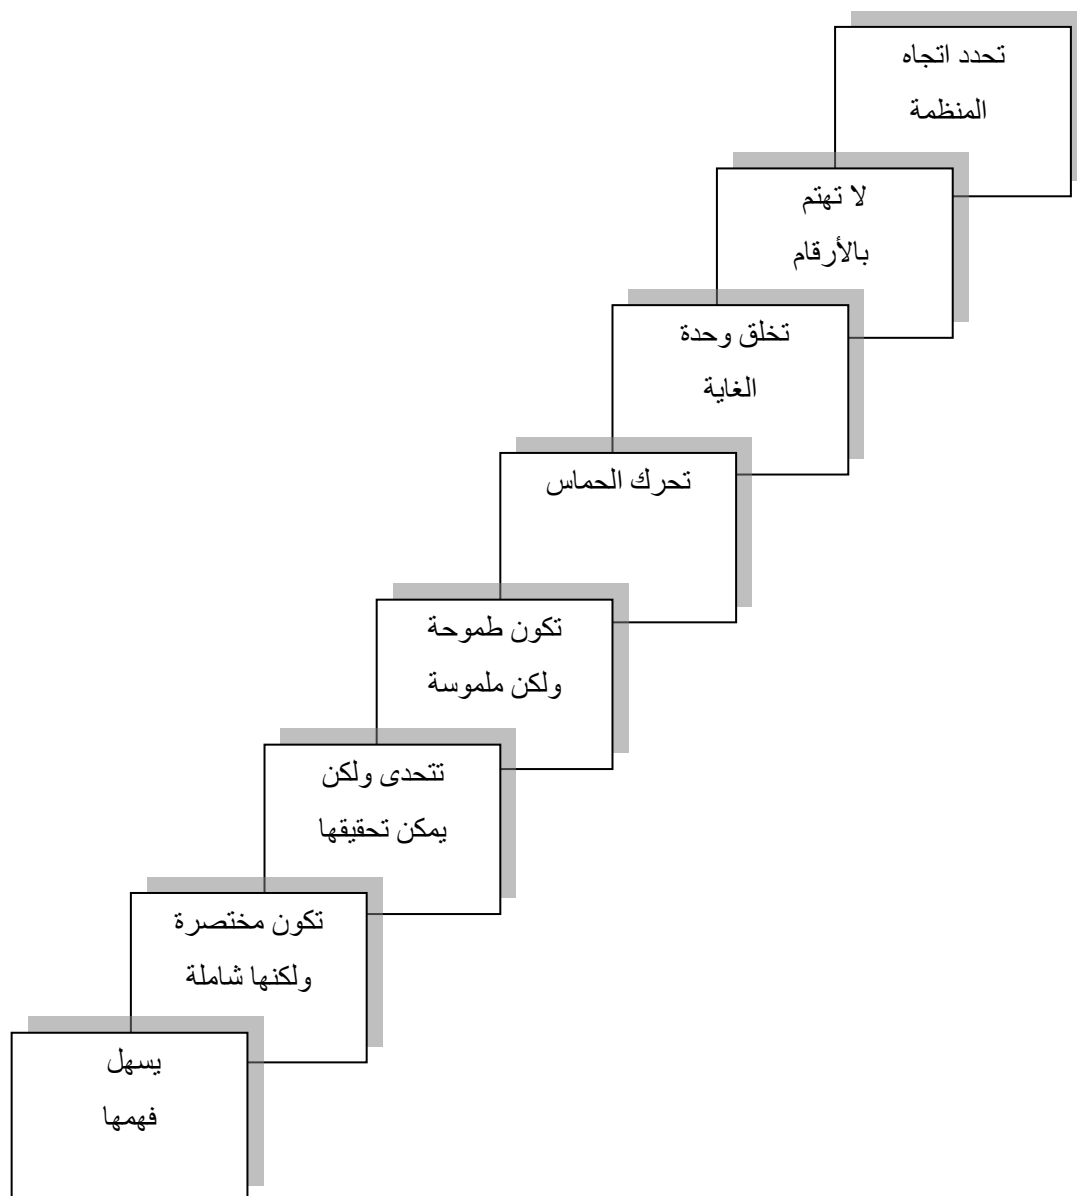 تحدد اتجاه
المنظمة
لا تهتم
بالأرقام
تخلق وحدة
الغاية
تحرك الحماس
تكون طموحة
ولكن ملموسة
تتحدى ولكن
يمكن تحقيقها
تكون مختصرة
ولكنها شاملة
يسهل
فهمها